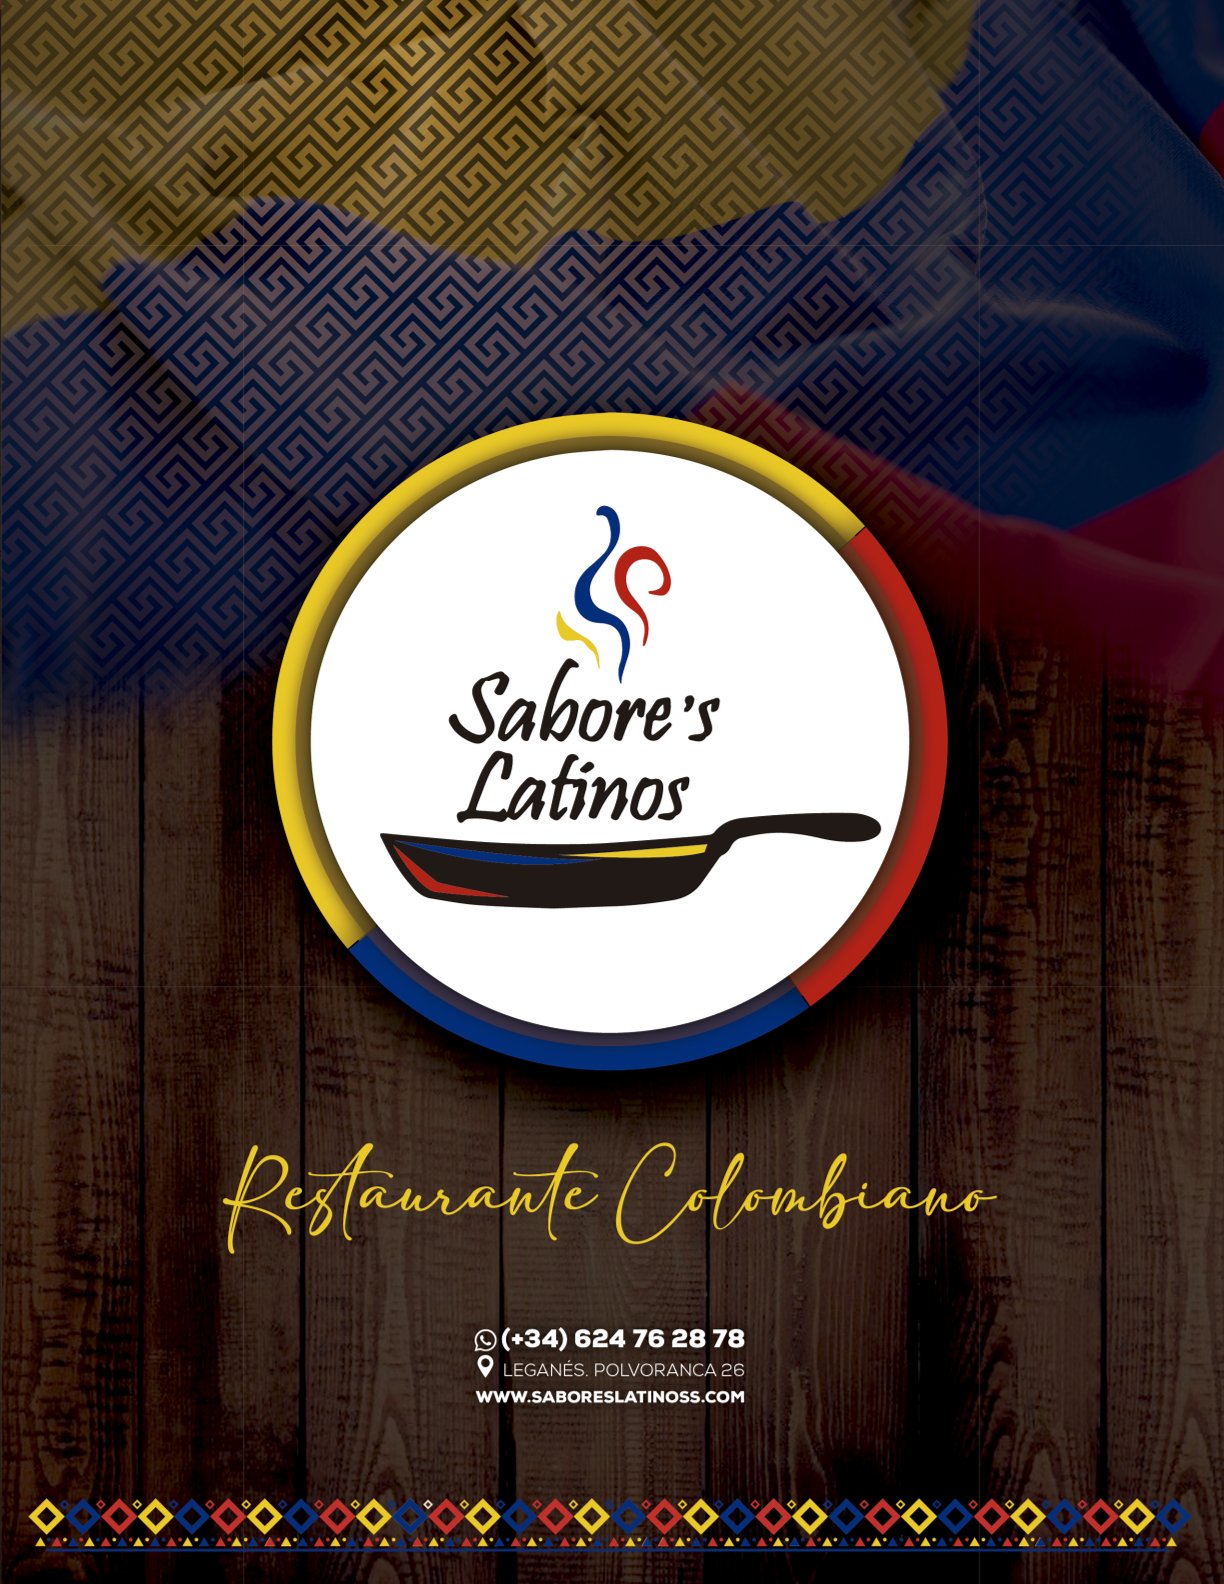 Sabore's
Latinos
Restaurante Colombiano
(+34) 624 76 28 78
LEGANÉS. POLVORANCA 26
WWW.SABORESLATINOSS.COM